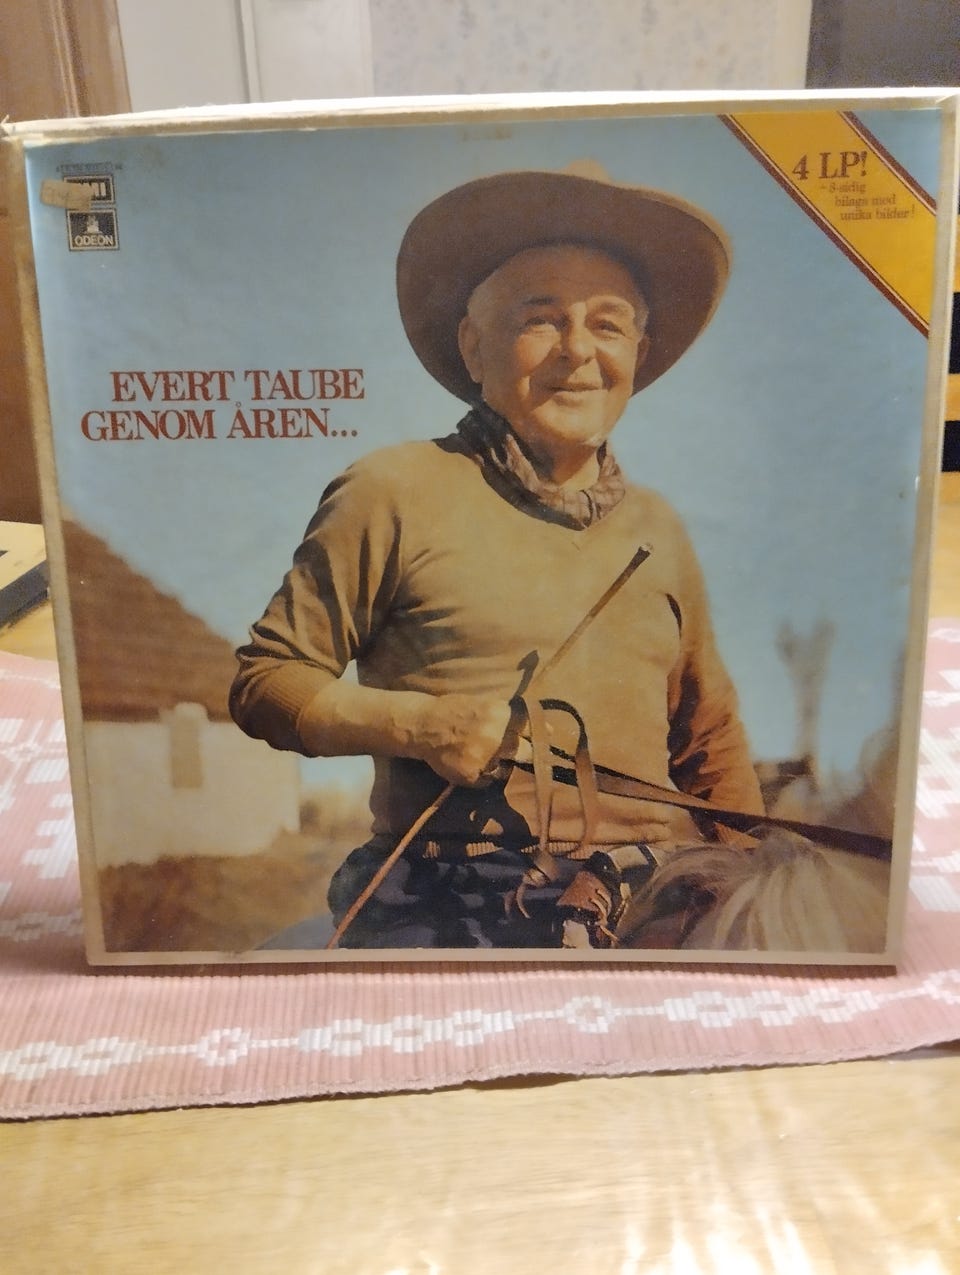 EMI
ODEON
4 LP!
+ 8-sidig
bilaga med
unika bilder!
EVERT TAUBE
GENOM ÅREN...